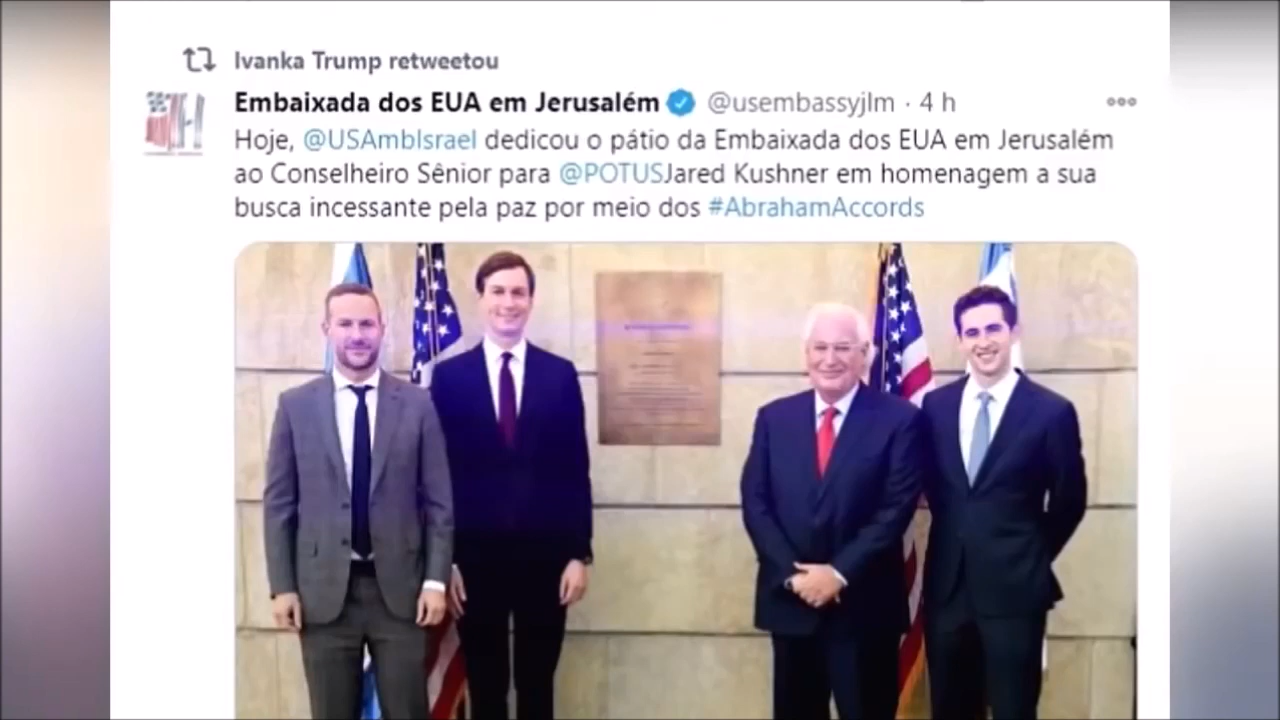 Ivanka Trump retweetou
Embaixada dos EUA em Jerusalém @usembassyjlm · 4 h
Hoje, @USAmbIsrael dedicou o pátio da Embaixada dos EUA em Jerusalém
ao Conselheiro Sênior para @POTUSJared Kushner em homenagem a sua
busca incessante pela paz por meio dos #AbrahamAccords